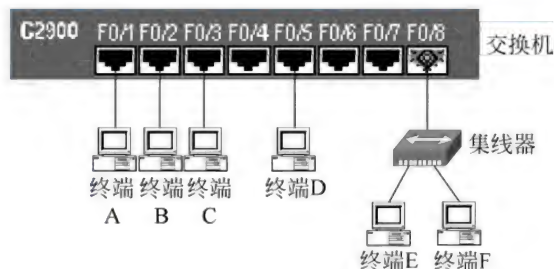 C2900 F0/1 F0/2 F0/3 F0/4 F0/5 F0/6 F0/7 F0/8
交换机
集线器
终端 终端 终端 终端D
A B C
终端E 终端F